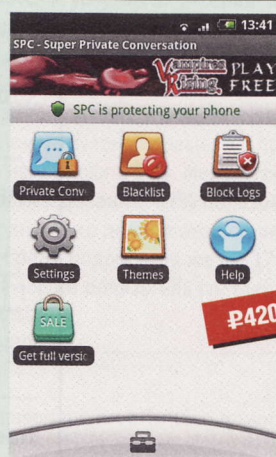 13:41
SPC - Super Private Conversation
Vampires PLAY
Rising FREE
SPC is protecting your phone
Private Conv
Blacklist
Block Logs
Settings
Themes
Help
SALE
₽420
Get full versic